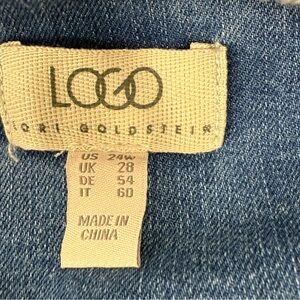 LOGO
LORI GOLDSTEIN
US 24W
UK 28
DE 54
IT 60
MADE IN
CHINA